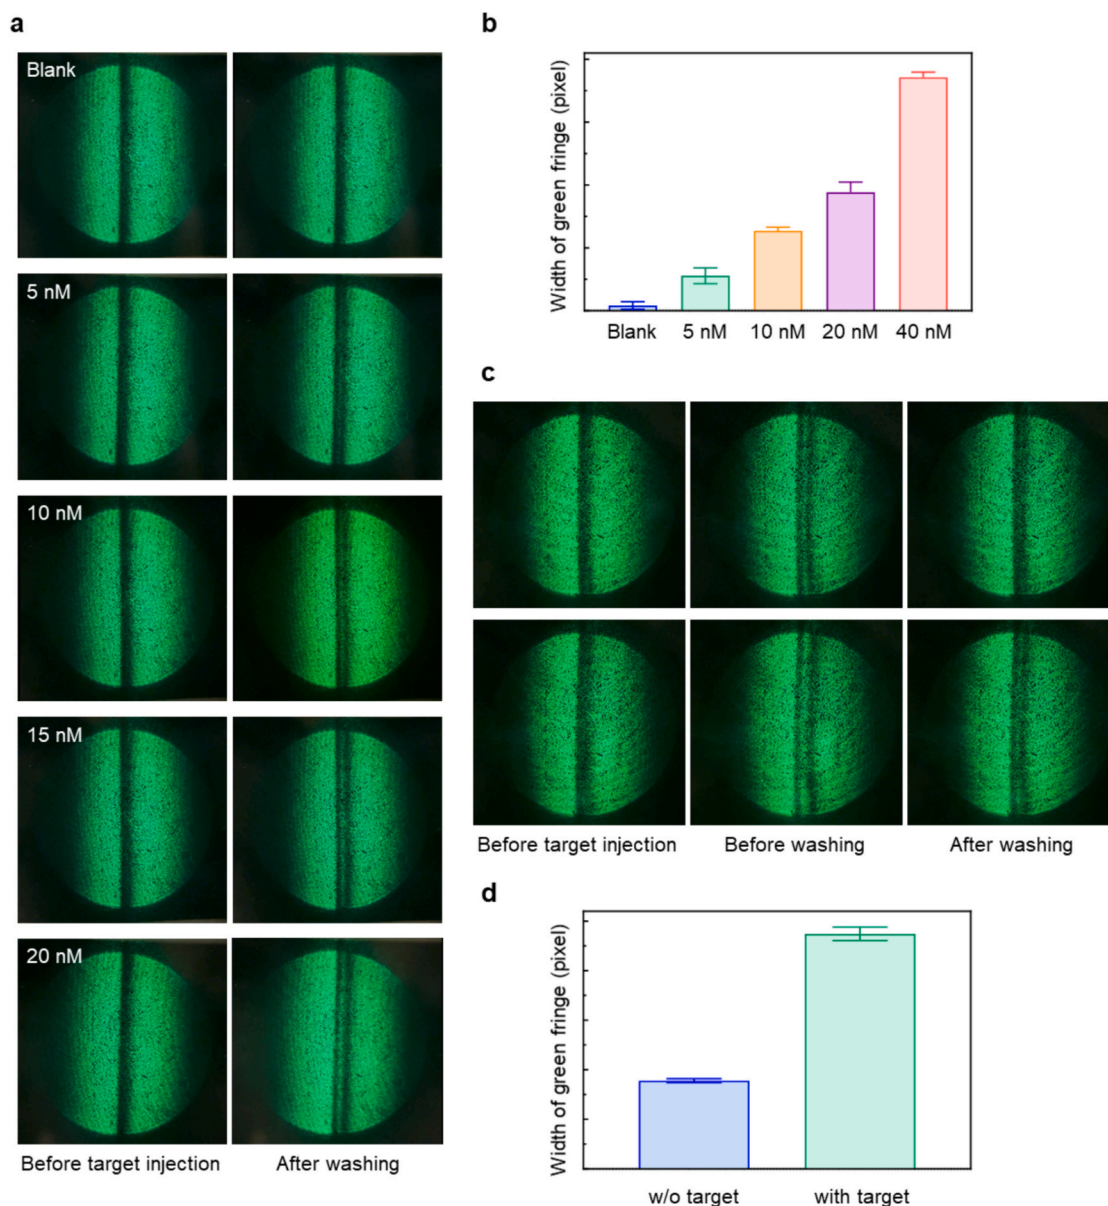 a
Blank
5 nM
10 nM
15 nM
20 nM
Before target injection
After washing
b
Width of green fringe (pixel)
Blank
5 nM
10 nM
20 nM
40 nM
c
Before target injection
Before washing
After washing
d
Width of green fringe (pixel)
w/o target
with target